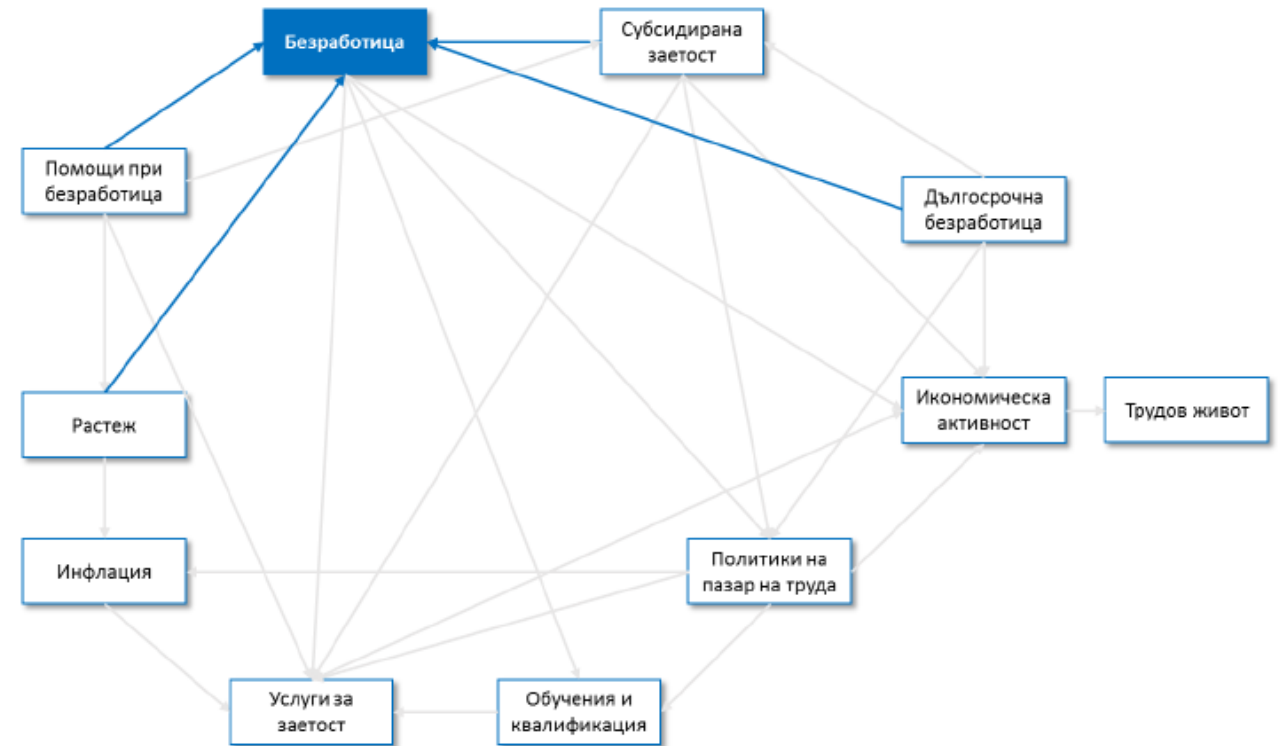 Безработица
Субсидирана
заетост
Помощи при
безработица
Дългосрочна
безработица
Растеж
Икономическа
активност
Трудов живот
Инфлация
Политики на
пазар на труда
Услуги за
заетост
Обучения и
квалификация